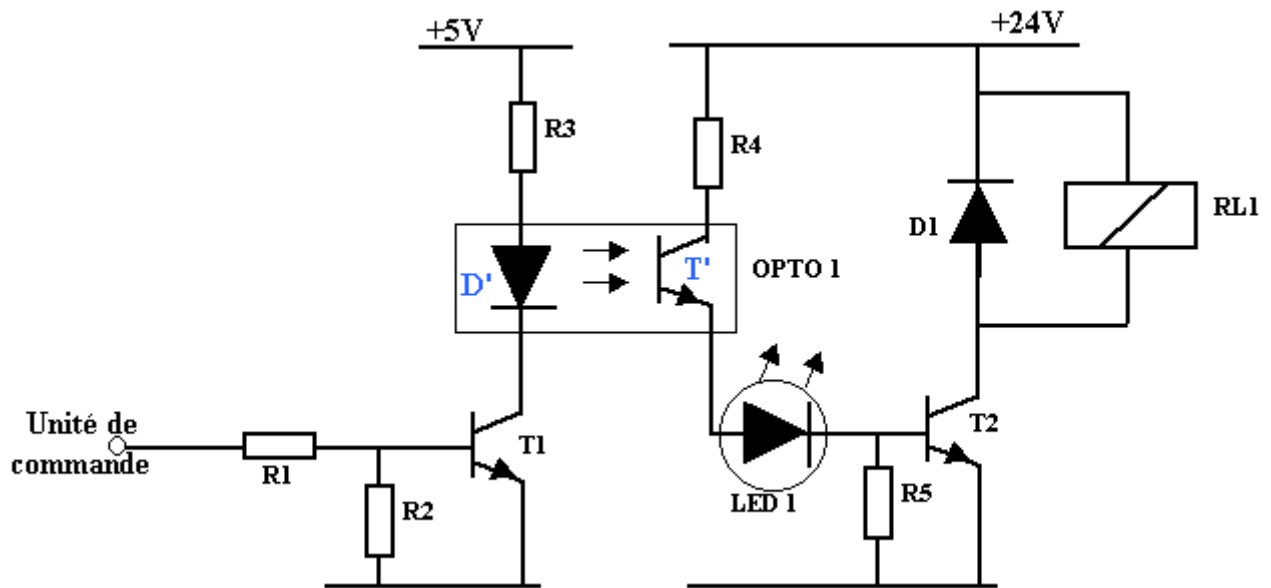 +5V
+24V
R3
R4
D'
T'
OPTO 1
D1
RL1
Unité de
commande
R1
R2
T1
LED 1
R5
T2